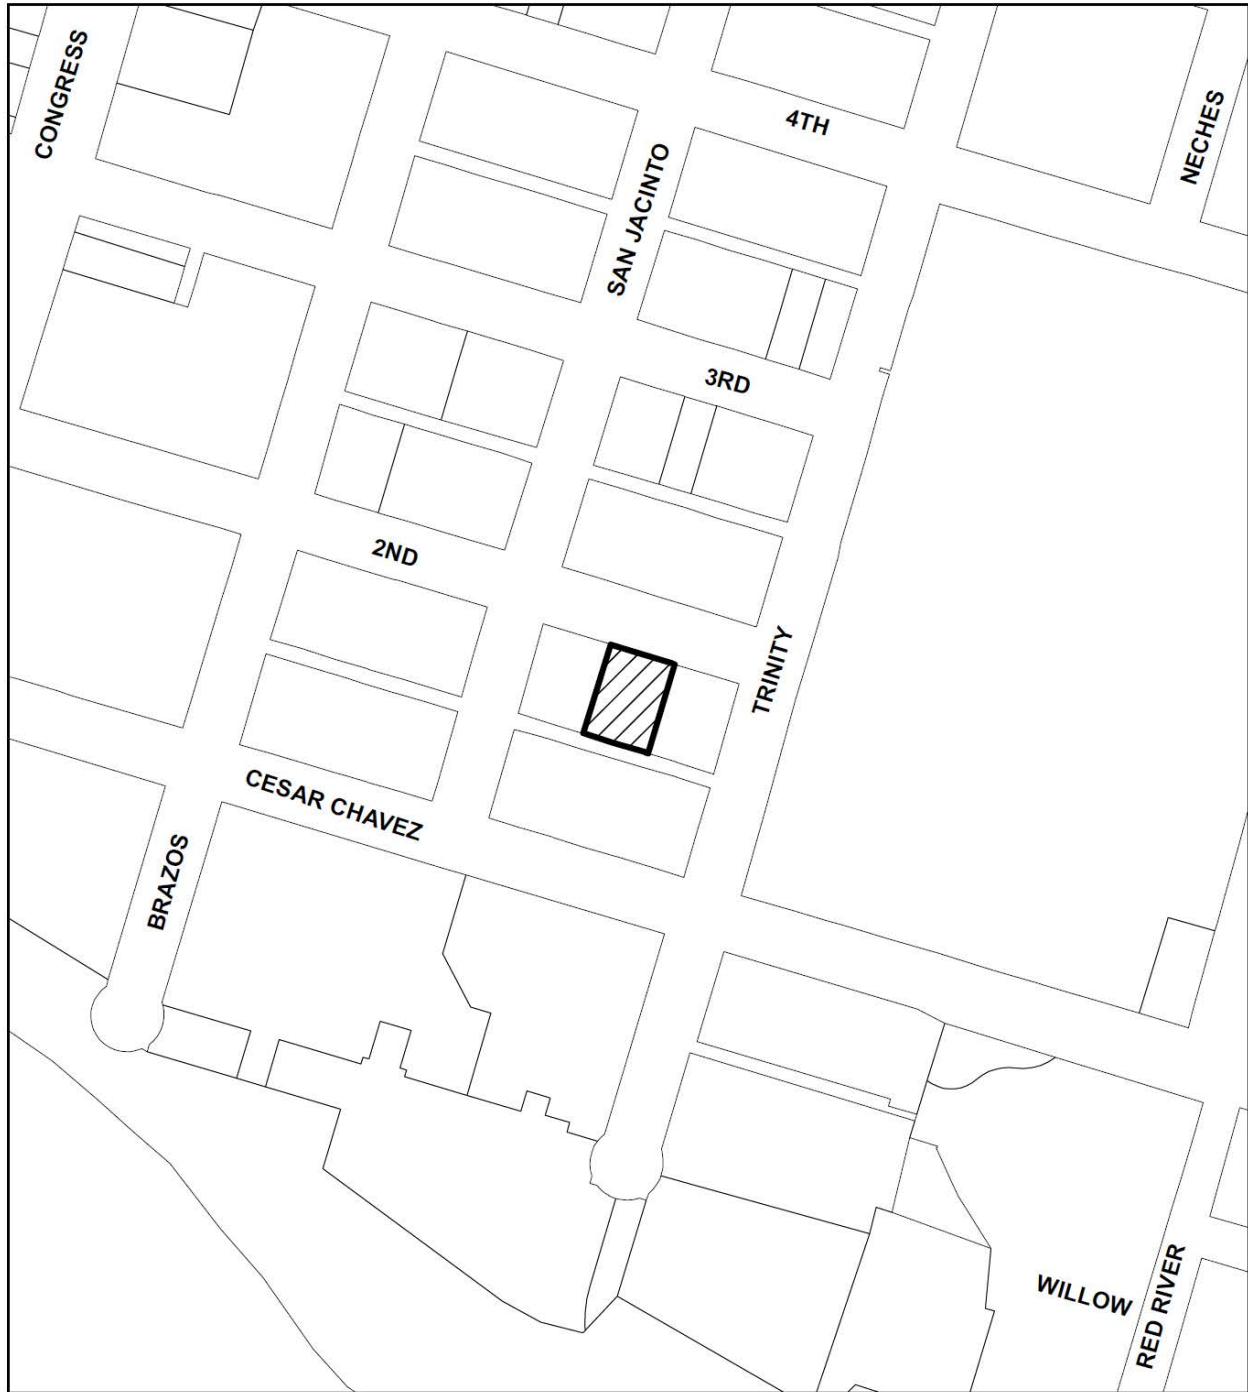 CONGRESS
4TH
NECHES
SAN JACINTO
3RD
2ND
TRINITY
CESAR CHAVEZ
BRAZOS
WILLOW
RED RIVER